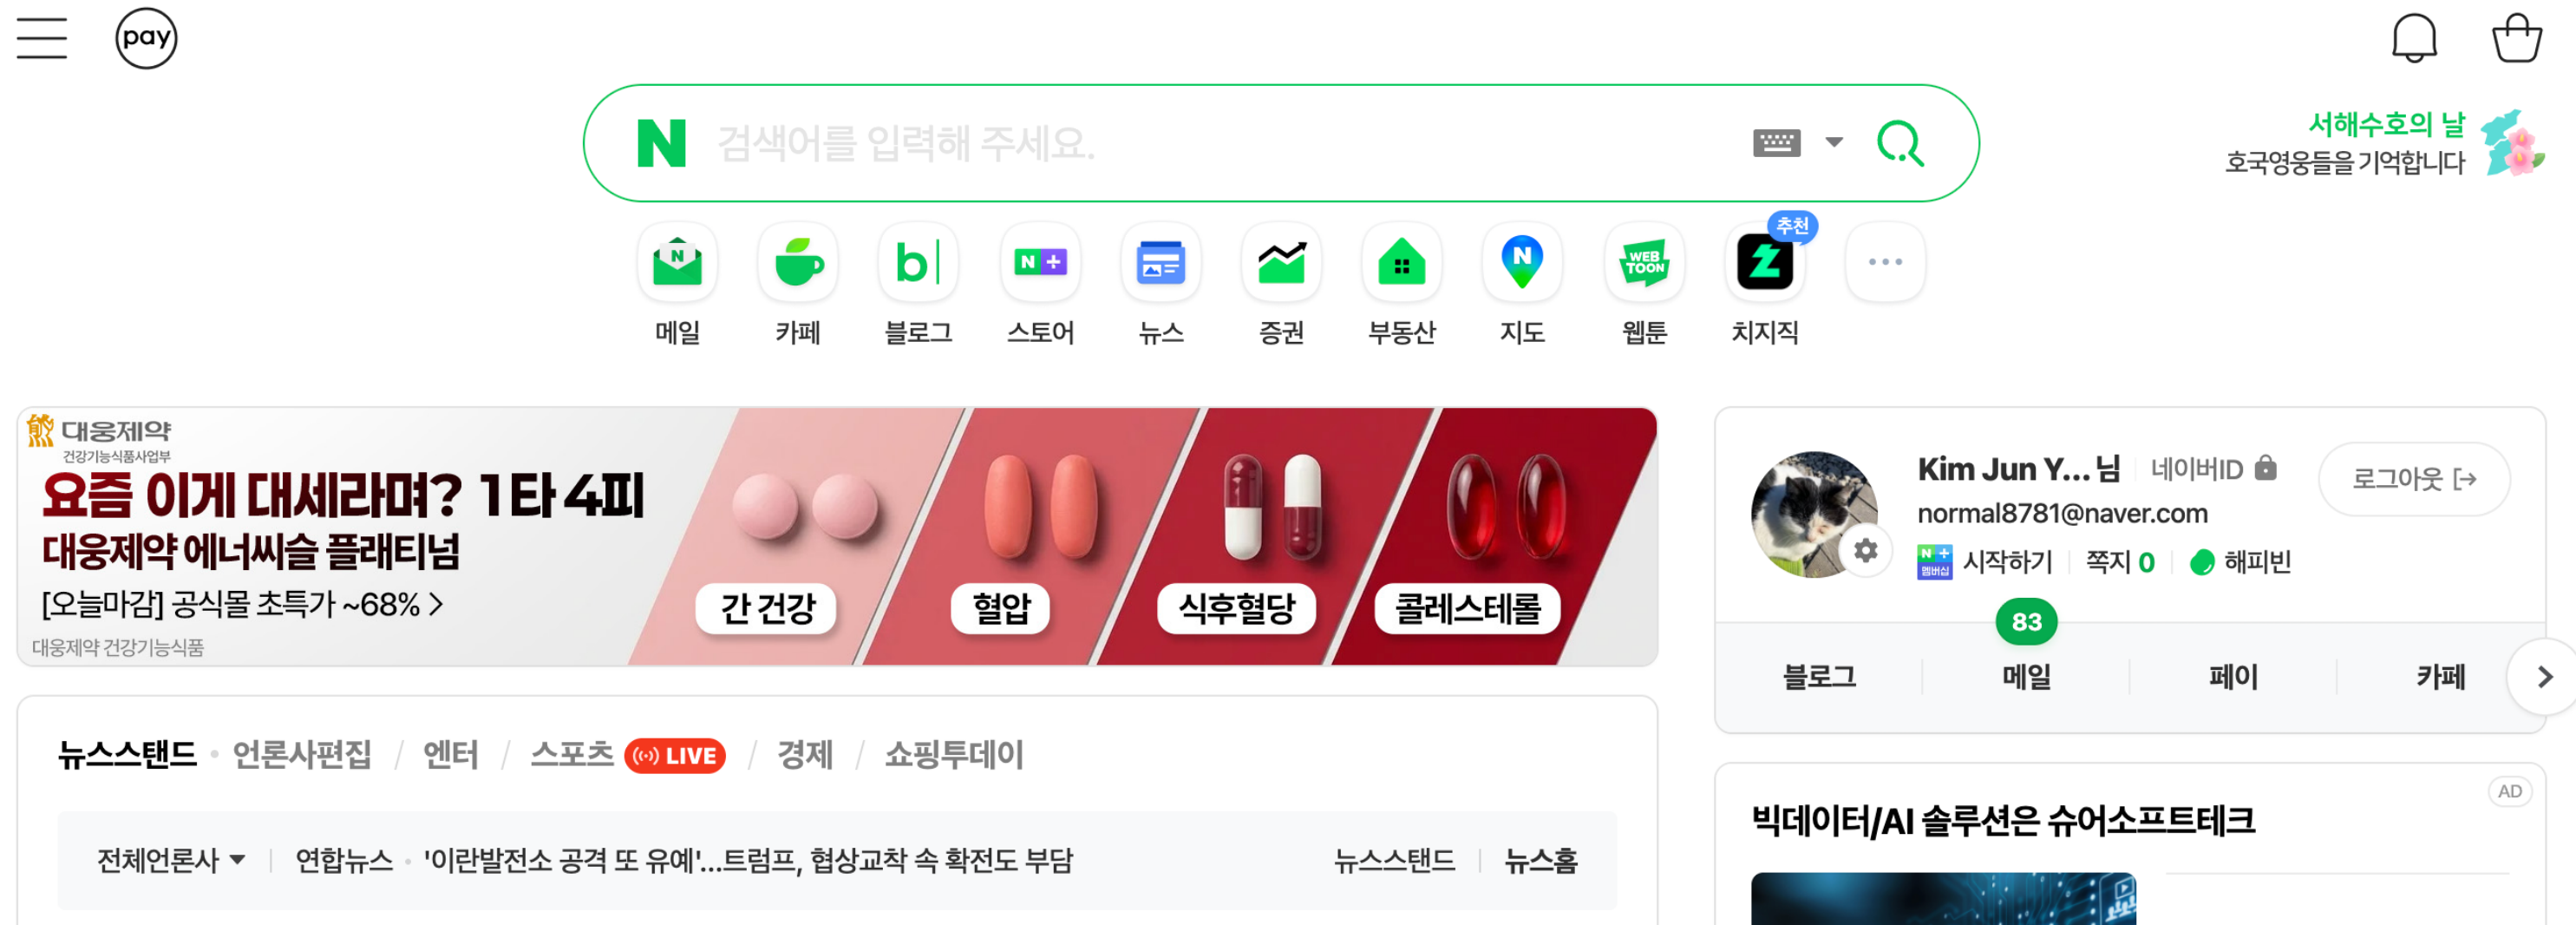 pay
N 검색어를 입력해 주세요.
서해수호의 날
호국영웅들을 기억합니다
추천
메일 카페 블로그 스토어 뉴스 증권 부동산 지도 웹툰 치지직
WEB
TOON
대웅제약
건강기능식품사업부
요즘 이게 대세라며? 1타 4피
대웅제약 에너씨슬 플래티넘
[오늘마감] 공식몰 초특가 ~68% >
대웅제약 건강기능식품
간 건강 혈압 식후혈당 콜레스테롤
Kim Jun Y...님 네이버ID 로그아웃
normal8781@naver.com
N+ 멤버십 시작하기 쪽지 0 해피빈
83
블로그 메일 페이 카페
뉴스스탠드 · 언론사편집 / 엔터 / 스포츠 LIVE / 경제 / 쇼핑투데이
전체언론사 연합뉴스 · '이란발전소 공격 또 유예'...트럼프, 협상교착 속 확전도 부담 뉴스스탠드 뉴스홈
AD
빅데이터/AI 솔루션은 슈어소프트테크